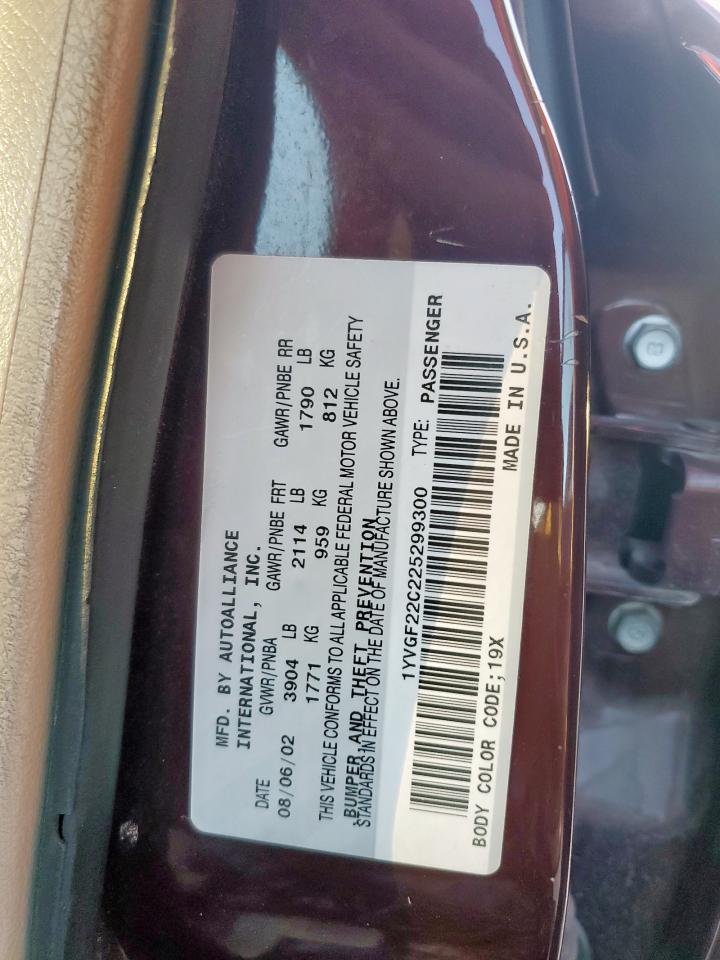 MFD. BY AUTOALLIANCE
INTERNATIONAL, INC.
DATE GVWR/PNBA GAWR/PNBE FRT GAWR/PNBE RR
08/06/02 3904 LB 2114 LB 1790 LB
1771 KG 959 KG 812 KG
THIS VEHICLE CONFORMS TO ALL APPLICABLE FEDERAL MOTOR VEHICLE SAFETY
,BUMPER, AND THEFT PREVENTION
STANDARDS IN EFFECT ON THE DATE OF MANUFACTURE SHOWN ABOVE.
1YVGF22C225299300 TYPE: PASSENGER
BODY COLOR CODE;19X MADE IN U.S.A.